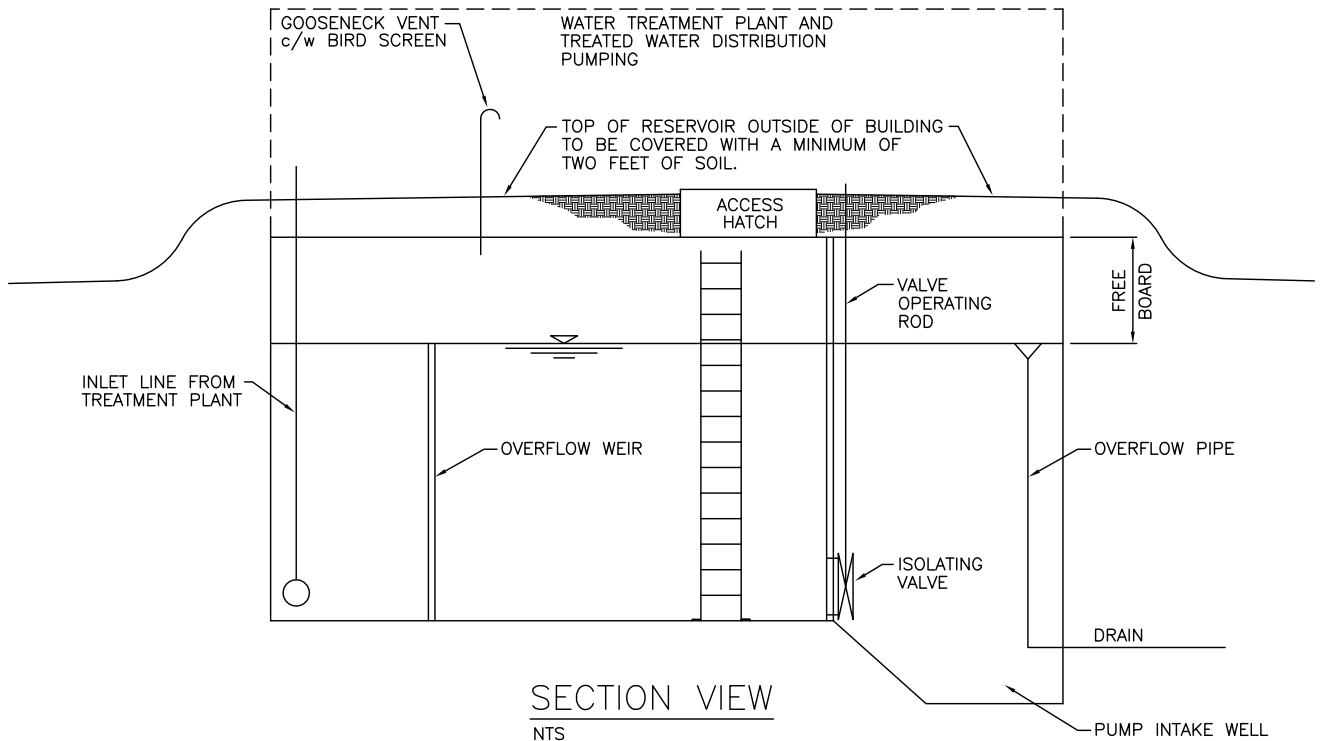 GOOSENECK VENT
c/w BIRD SCREEN
WATER TREATMENT PLANT AND
TREATED WATER DISTRIBUTION
PUMPING
TOP OF RESERVOIR OUTSIDE OF BUILDING
TO BE COVERED WITH A MINIMUM OF
TWO FEET OF SOIL.
ACCESS
HATCH
VALVE
OPERATING
ROD
FREE
BOARD
INLET LINE FROM
TREATMENT PLANT
OVERFLOW WEIR
OVERFLOW PIPE
ISOLATING
VALVE
DRAIN
SECTION VIEW
NTS
PUMP INTAKE WELL